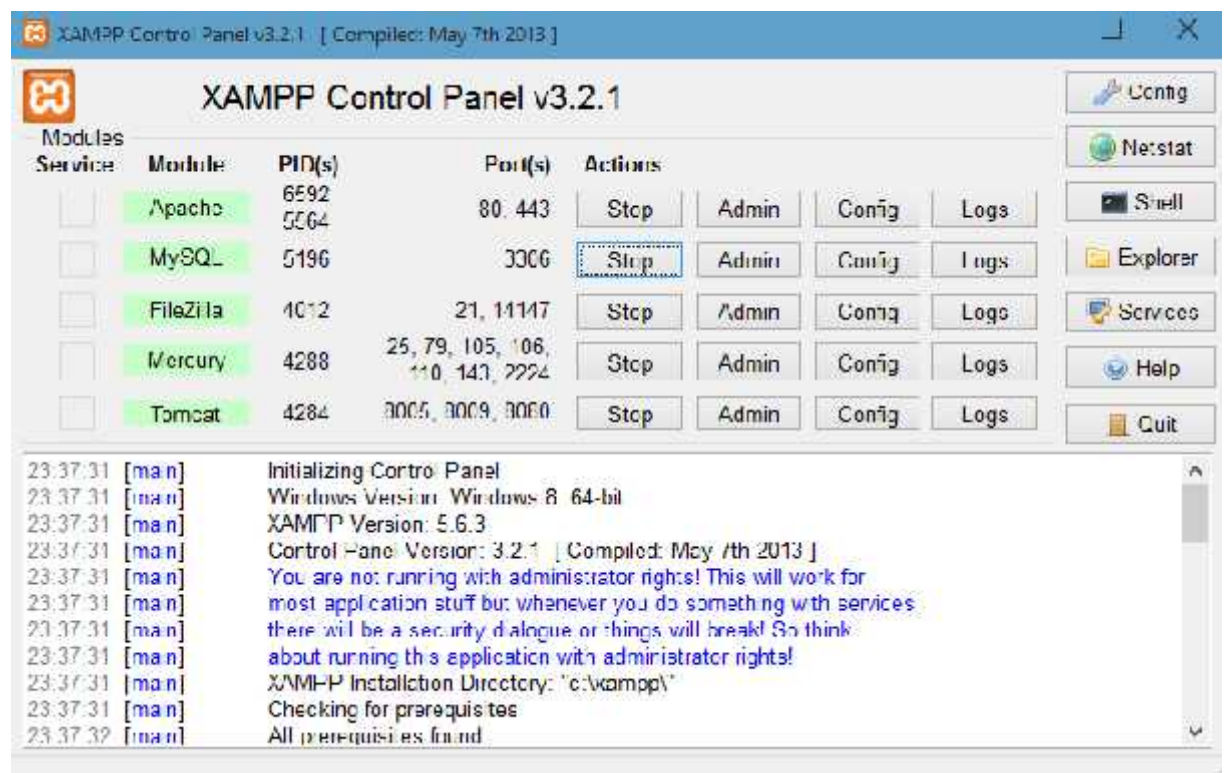 XAMPP Control Panel v3.2.1 [ Compiled: May 7th 2013 ]
XAMPP Control Panel v3.2.1
Config
Modules
Service Module PID(s) Port(s) Actions
Netstat
Apache 6592 5564 80, 443 Stop Admin Config Logs
Shell
MySQL 5196 3306 Stop Admin Config Logs
Explorer
FileZilla 4012 21, 14147 Stop Admin Config Logs
Services
Mercury 4288 25, 79, 105, 106,
110, 143, 2224 Stop Admin Config Logs
Help
Tomcat 4284 8005, 8009, 8080 Stop Admin Config Logs
Quit
23:37:31 [main] Initializing Control Panel
23:37:31 [main] Windows Version: Windows 8 64-bit
23:37:31 [main] XAMPP Version: 5.6.3
23:37:31 [main] Control Panel Version: 3.2.1 [ Compiled: May 7th 2013 ]
23:37:31 [main] You are not running with administrator rights! This will work for
23:37:31 [main] most application stuff but whenever you do something with services
23:37:31 [main] there will be a security dialogue or things will break! So think
23:37:31 [main] about running this application with administrator rights!
23:37:31 [main] XAMPP Installation Directory: "c:\xampp\"
23:37:31 [main] Checking for prerequisites
23:37:32 [main] All prerequisites found